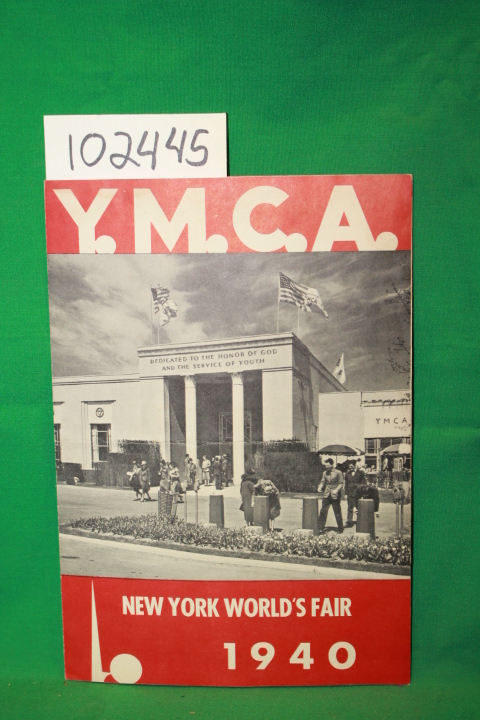 102445
Y.M.C.A.
DEDICATED TO THE HONOR OF GOD
AND THE SERVICE OF YOUTH
YMCA
NEW YORK WORLD'S FAIR
1940